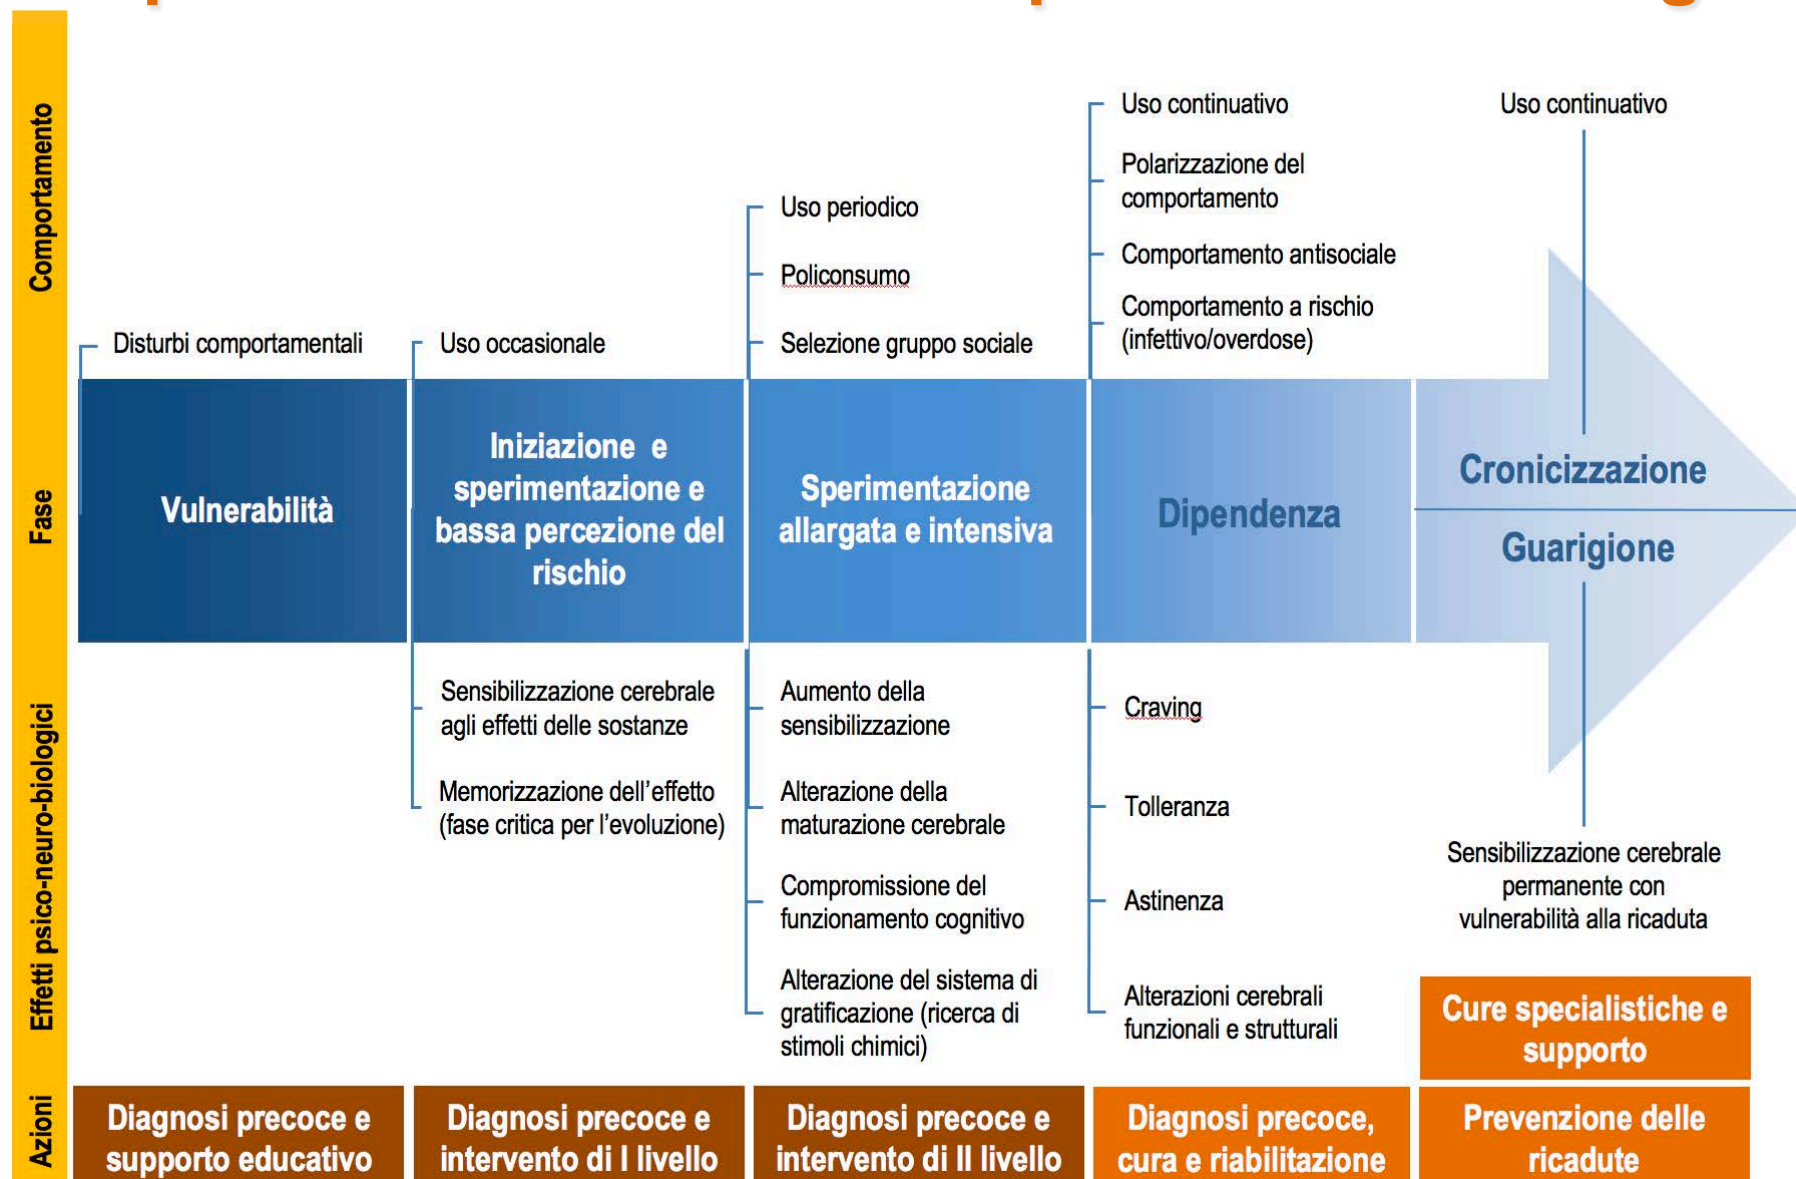 Comportamento
Uso continuativo
Polarizzazione del
comportamento
Comportamento antisociale
Comportamento a rischio
(infettivo/overdose)
Uso continuativo
Uso periodico
Policonsumo
Selezione gruppo sociale
Disturbi comportamentali
Uso occasionale
Fase
Vulnerabilità
Iniziazione e
sperimentazione e
bassa percezione del
rischio
Sperimentazione
allargata e intensiva
Dipendenza
Cronicizzazione
Guarigione
Effetti psico-neuro-biologici
Sensibilizzazione cerebrale
agli effetti delle sostanze
Memorizzazione dell’effetto
(fase critica per l’evoluzione)
Aumento della
sensibilizzazione
Alterazione della
maturazione cerebrale
Compromissione del
funzionamento cognitivo
Alterazione del sistema di
gratificazione (ricerca di
stimoli chimici)
Craving
Tolleranza
Astinenza
Alterazioni cerebrali
funzionali e strutturali
Sensibilizzazione cerebrale
permanente con
vulnerabilità alla ricaduta
Cure specialistiche e
supporto
Azioni
Diagnosi precoce e
supporto educativo
Diagnosi precoce e
intervento di I livello
Diagnosi precoce e
intervento di II livello
Diagnosi precoce,
cura e riabilitazione
Prevenzione delle
ricadute